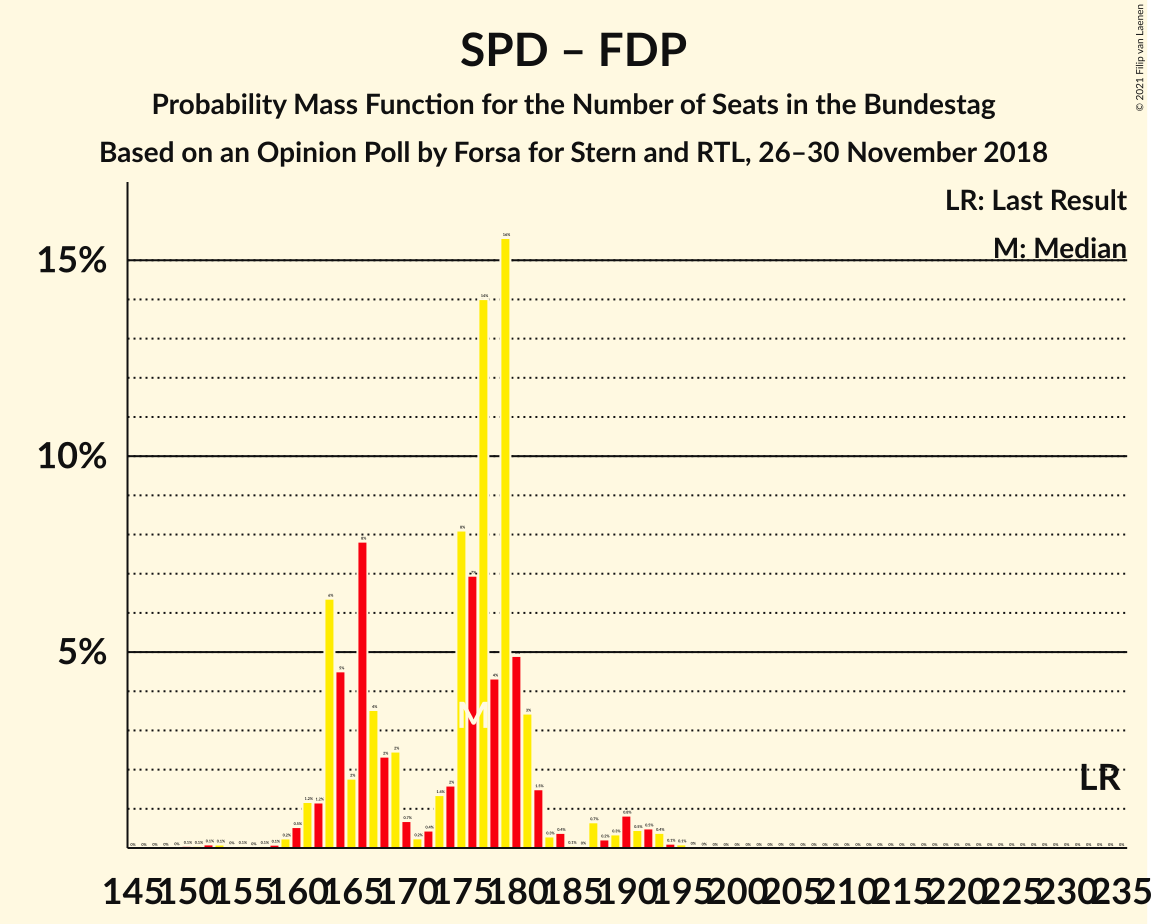 SPD – FDP
Probability Mass Function for the Number of Seats in the Bundestag
Based on an Opinion Poll by Forsa for Stern and RTL, 26–30 November 2018
© 2021 Filip van Laenen
LR: Last Result
M: Median
15%
10%
5%
M
LR
145 150 155 160 165 170 175 180 185 190 195 200 205 210 215 220 225 230 235